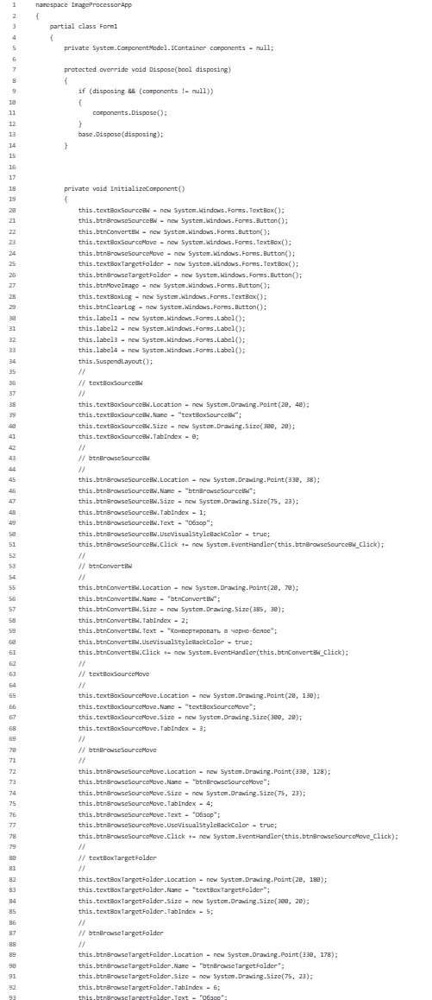 1 namespace ImageProcessorApp
2 {
3 partial class Form1
4 {
5 private System.ComponentModel.IContainer components = null;
6
7 protected override void Dispose(bool disposing)
8 {
9 if (disposing && (components != null))
10 {
11 components.Dispose();
12 }
13 base.Dispose(disposing);
14 }
15
16
17
18 private void InitializeComponent()
19 {
20 this.textBoxSourceBW = new System.Windows.Forms.TextBox();
21 this.btnBrowseSourceBW = new System.Windows.Forms.Button();
22 this.btnConvertBW = new System.Windows.Forms.Button();
23 this.textBoxSourceMove = new System.Windows.Forms.TextBox();
24 this.btnBrowseSourceMove = new System.Windows.Forms.Button();
25 this.textBoxTargetFolder = new System.Windows.Forms.TextBox();
26 this.btnBrowseTargetFolder = new System.Windows.Forms.Button();
27 this.btnMoveImage = new System.Windows.Forms.Button();
28 this.textBoxLog = new System.Windows.Forms.TextBox();
29 this.btnClearLog = new System.Windows.Forms.Button();
30 this.label1 = new System.Windows.Forms.Label();
31 this.label2 = new System.Windows.Forms.Label();
32 this.label3 = new System.Windows.Forms.Label();
33 this.label4 = new System.Windows.Forms.Label();
34 this.SuspendLayout();
35 //
36 // textBoxSourceBW
37 //
38 this.textBoxSourceBW.Location = new System.Drawing.Point(20, 40);
39 this.textBoxSourceBW.Name = "textBoxSourceBW";
40 this.textBoxSourceBW.Size = new System.Drawing.Size(300, 20);
41 this.textBoxSourceBW.TabIndex = 0;
42 //
43 // btnBrowseSourceBW
44 //
45 this.btnBrowseSourceBW.Location = new System.Drawing.Point(330, 38);
46 this.btnBrowseSourceBW.Name = "btnBrowseSourceBW";
47 this.btnBrowseSourceBW.Size = new System.Drawing.Size(75, 23);
48 this.btnBrowseSourceBW.TabIndex = 1;
49 this.btnBrowseSourceBW.Text = "Обзор";
50 this.btnBrowseSourceBW.UseVisualStyleBackColor = true;
51 this.btnBrowseSourceBW.Click += new System.EventHandler(this.btnBrowseSourceBW_Click);
52 //
53 // btnConvertBW
54 //
55 this.btnConvertBW.Location = new System.Drawing.Point(20, 70);
56 this.btnConvertBW.Name = "btnConvertBW";
57 this.btnConvertBW.Size = new System.Drawing.Size(385, 30);
58 this.btnConvertBW.TabIndex = 2;
59 this.btnConvertBW.Text = "Конвертировать в черно-белое";
60 this.btnConvertBW.UseVisualStyleBackColor = true;
61 this.btnConvertBW.Click += new System.EventHandler(this.btnConvertBW_Click);
62 //
63 // textBoxSourceMove
64 //
65 this.textBoxSourceMove.Location = new System.Drawing.Point(20, 130);
66 this.textBoxSourceMove.Name = "textBoxSourceMove";
67 this.textBoxSourceMove.Size = new System.Drawing.Size(300, 20);
68 this.textBoxSourceMove.TabIndex = 3;
69 //
70 // btnBrowseSourceMove
71 //
72 this.btnBrowseSourceMove.Location = new System.Drawing.Point(330, 128);
73 this.btnBrowseSourceMove.Name = "btnBrowseSourceMove";
74 this.btnBrowseSourceMove.Size = new System.Drawing.Size(75, 23);
75 this.btnBrowseSourceMove.TabIndex = 4;
76 this.btnBrowseSourceMove.Text = "Обзор";
77 this.btnBrowseSourceMove.UseVisualStyleBackColor = true;
78 this.btnBrowseSourceMove.Click += new System.EventHandler(this.btnBrowseSourceMove_Click);
79 //
80 // textBoxTargetFolder
81 //
82 this.textBoxTargetFolder.Location = new System.Drawing.Point(20, 180);
83 this.textBoxTargetFolder.Name = "textBoxTargetFolder";
84 this.textBoxTargetFolder.Size = new System.Drawing.Size(300, 20);
85 this.textBoxTargetFolder.TabIndex = 5;
86 //
87 // btnBrowseTargetFolder
88 //
89 this.btnBrowseTargetFolder.Location = new System.Drawing.Point(330, 178);
90 this.btnBrowseTargetFolder.Name = "btnBrowseTargetFolder";
91 this.btnBrowseTargetFolder.Size = new System.Drawing.Size(75, 23);
92 this.btnBrowseTargetFolder.TabIndex = 6;
93 this.btnBrowseTargetFolder.Text = "Обзор";